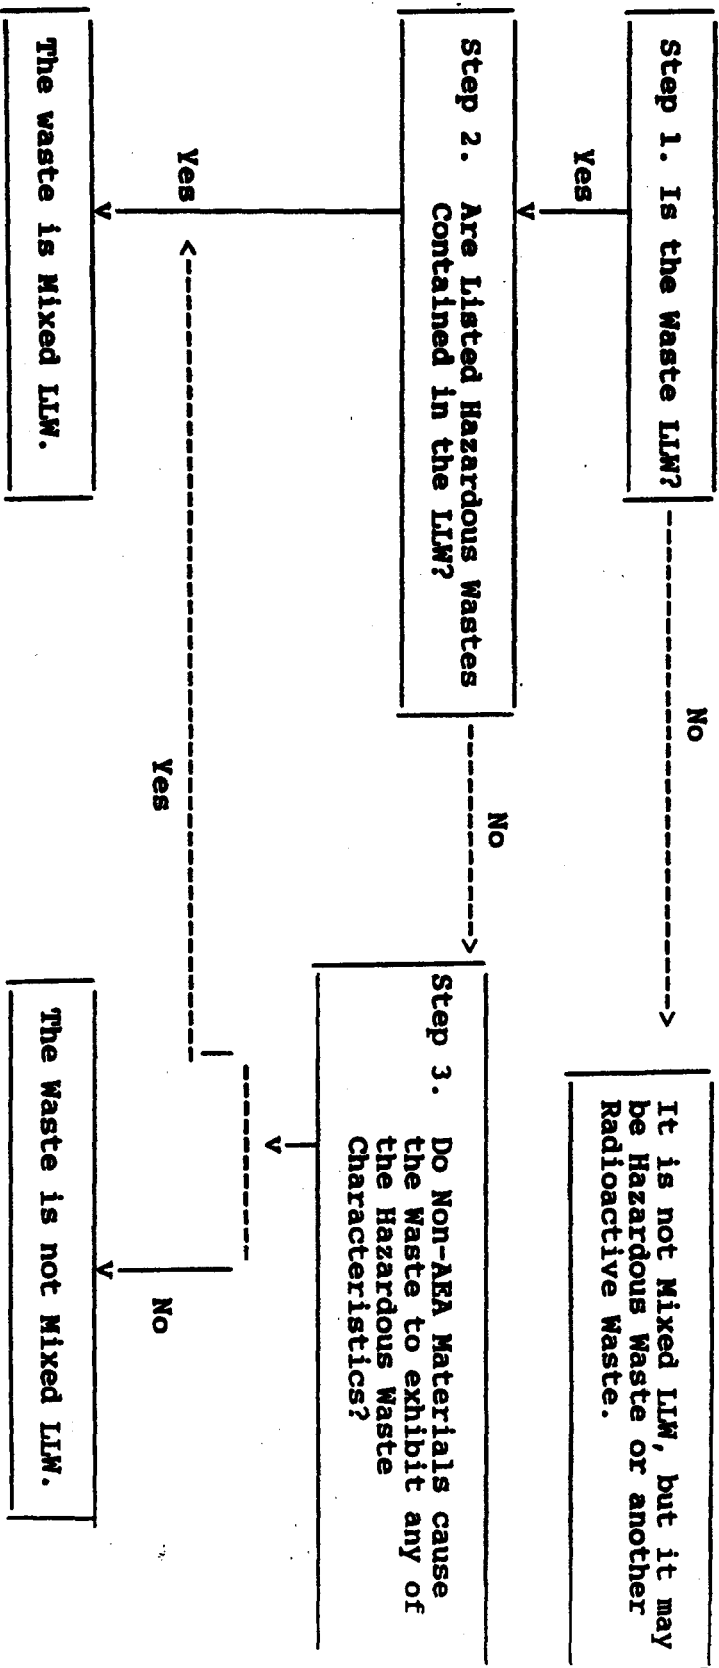 Step 1. Is the Waste LLW?
No
It is not Mixed LLW, but it may
be Hazardous Waste or another
Radioactive Waste.
Yes
Step 2. Are Listed Hazardous Wastes
Contained in the LLW?
No
Step 3. Do Non-AEA Materials cause
the Waste to exhibit any of
the Hazardous Waste
Characteristics?
Yes
Yes
No
The waste is Mixed LLW.
The Waste is not Mixed LLW.